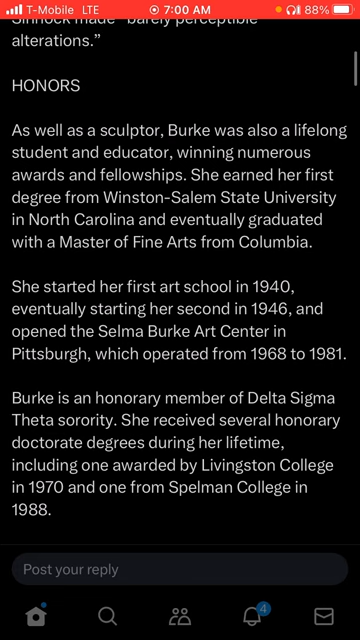 T-Mobile LTE 7:00 AM 88%
Sinnock made "barely perceptible
alterations."
HONORS
As well as a sculptor, Burke was also a lifelong
student and educator, winning numerous
awards and fellowships. She earned her first
degree from Winston-Salem State University
in North Carolina and eventually graduated
with a Master of Fine Arts from Columbia.
She started her first art school in 1940,
eventually starting her second in 1946, and
opened the Selma Burke Art Center in
Pittsburgh, which operated from 1968 to 1981.
Burke is an honorary member of Delta Sigma
Theta sorority. She received several honorary
doctorate degrees during her lifetime,
including one awarded by Livingston College
in 1970 and one from Spelman College in
1988.
Post your reply
4